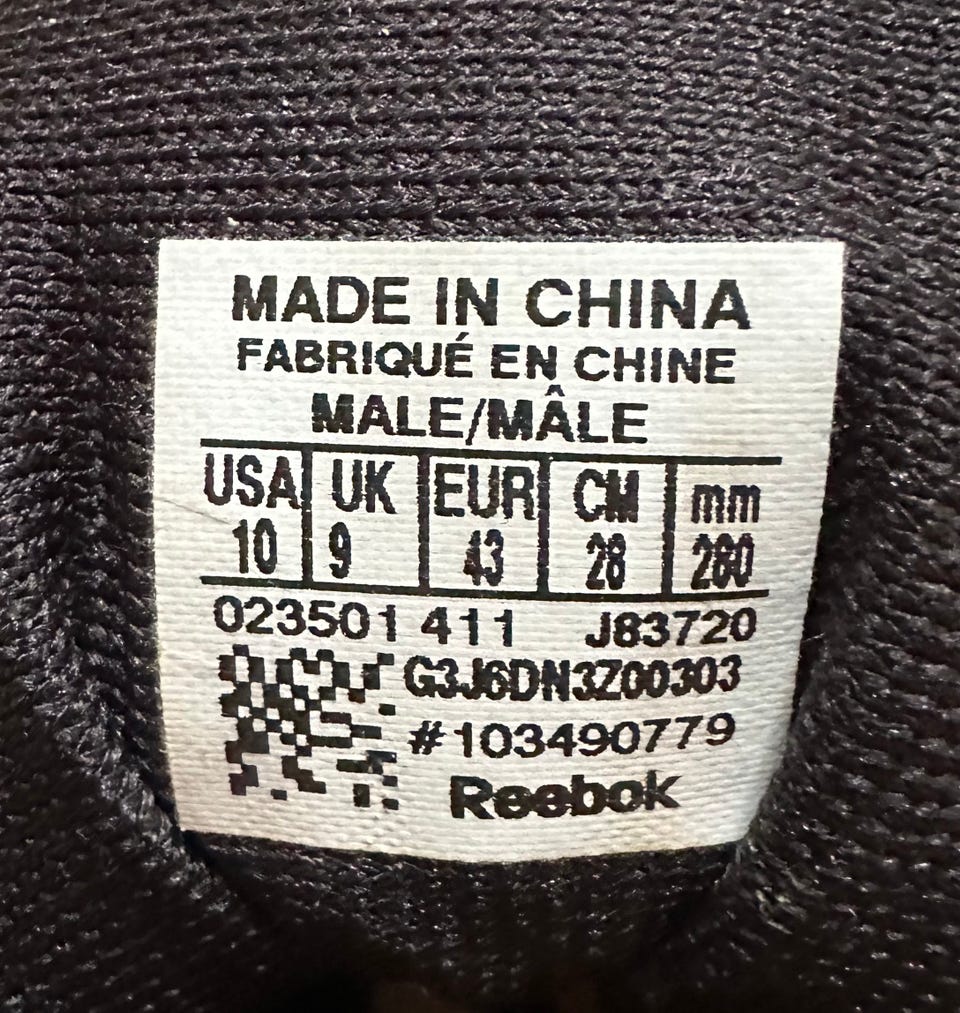 MADE IN CHINA
FABRIQUÉ EN CHINE
MALE/MÂLE
USA UK EUR CM mm
10 9 43 28 280
023501 411 J83720
G3J6DN3Z00303
#103490779
Reebok